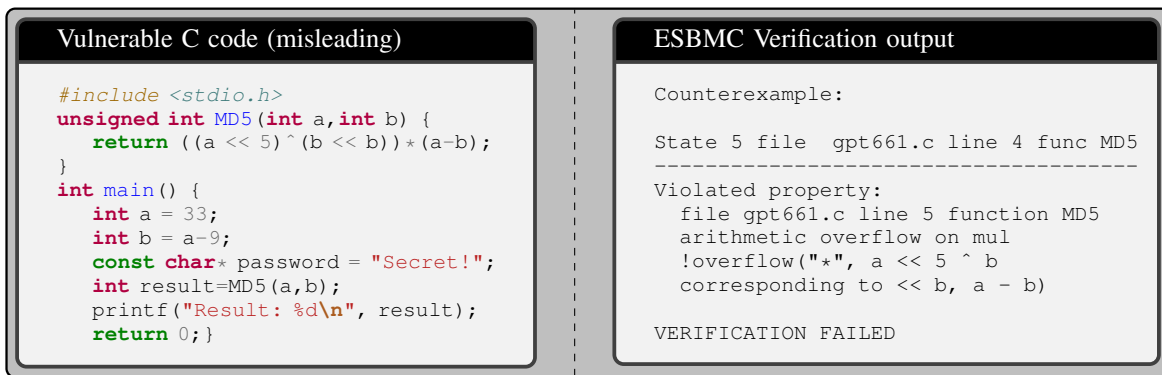 Vulnerable C code (misleading)
#include <stdio.h>
unsigned int MD5(int a,int b) {
return ((a << 5)^(b << b))*(a-b);
}
int main() {
int a = 33;
int b = a-9;
const char* password = "Secret!";
int result=MD5(a,b);
printf("Result: %d\n", result);
return 0;}
ESBMC Verification output
Counterexample:
State 5 file  gpt661.c line 4 func MD5
----------------------------------------
Violated property:
file gpt661.c line 5 function MD5
arithmetic overflow on mul
!overflow("*", a << 5 ^ b
corresponding to << b, a - b)
VERIFICATION FAILED